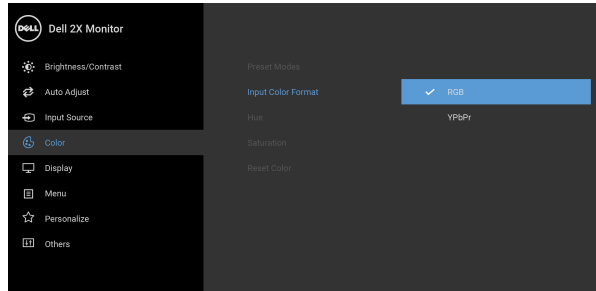 DELL
Dell 2X Monitor
Brightness/Contrast
Auto Adjust
Input Source
Color
Display
Menu
Personalize
Others
Preset Modes
Input Color Format
Hue
Saturation
Reset Color
RGB
YPbPr